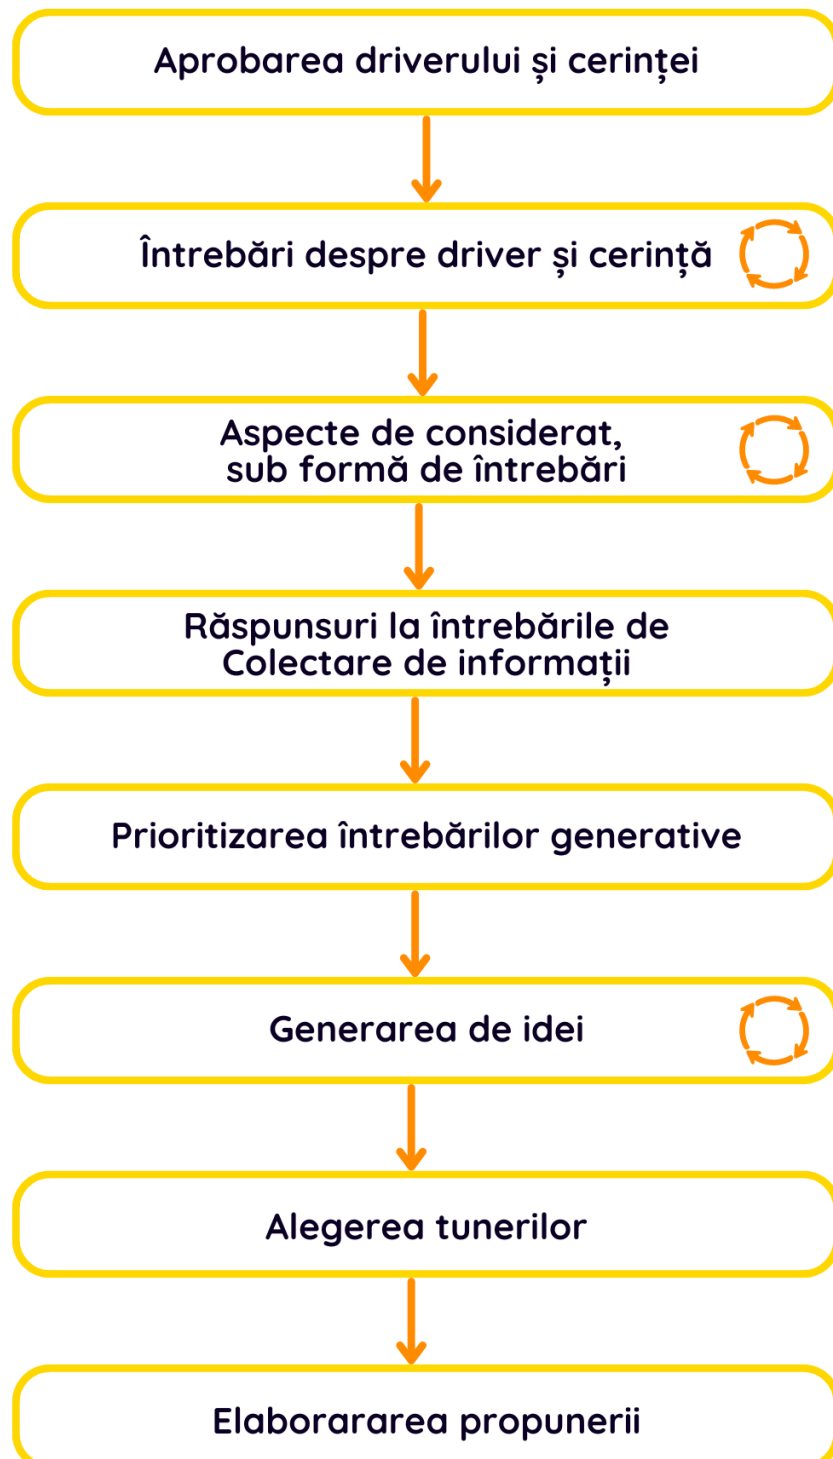 Aprobarea driverului și cerinței
Întrebări despre driver și cerință
Aspecte de considerat,
sub formă de întrebări
Răspunsuri la întrebările de
Colectare de informații
Prioritizarea întrebărilor generative
Generarea de idei
Alegerea tunerilor
Elaborararea propunerii